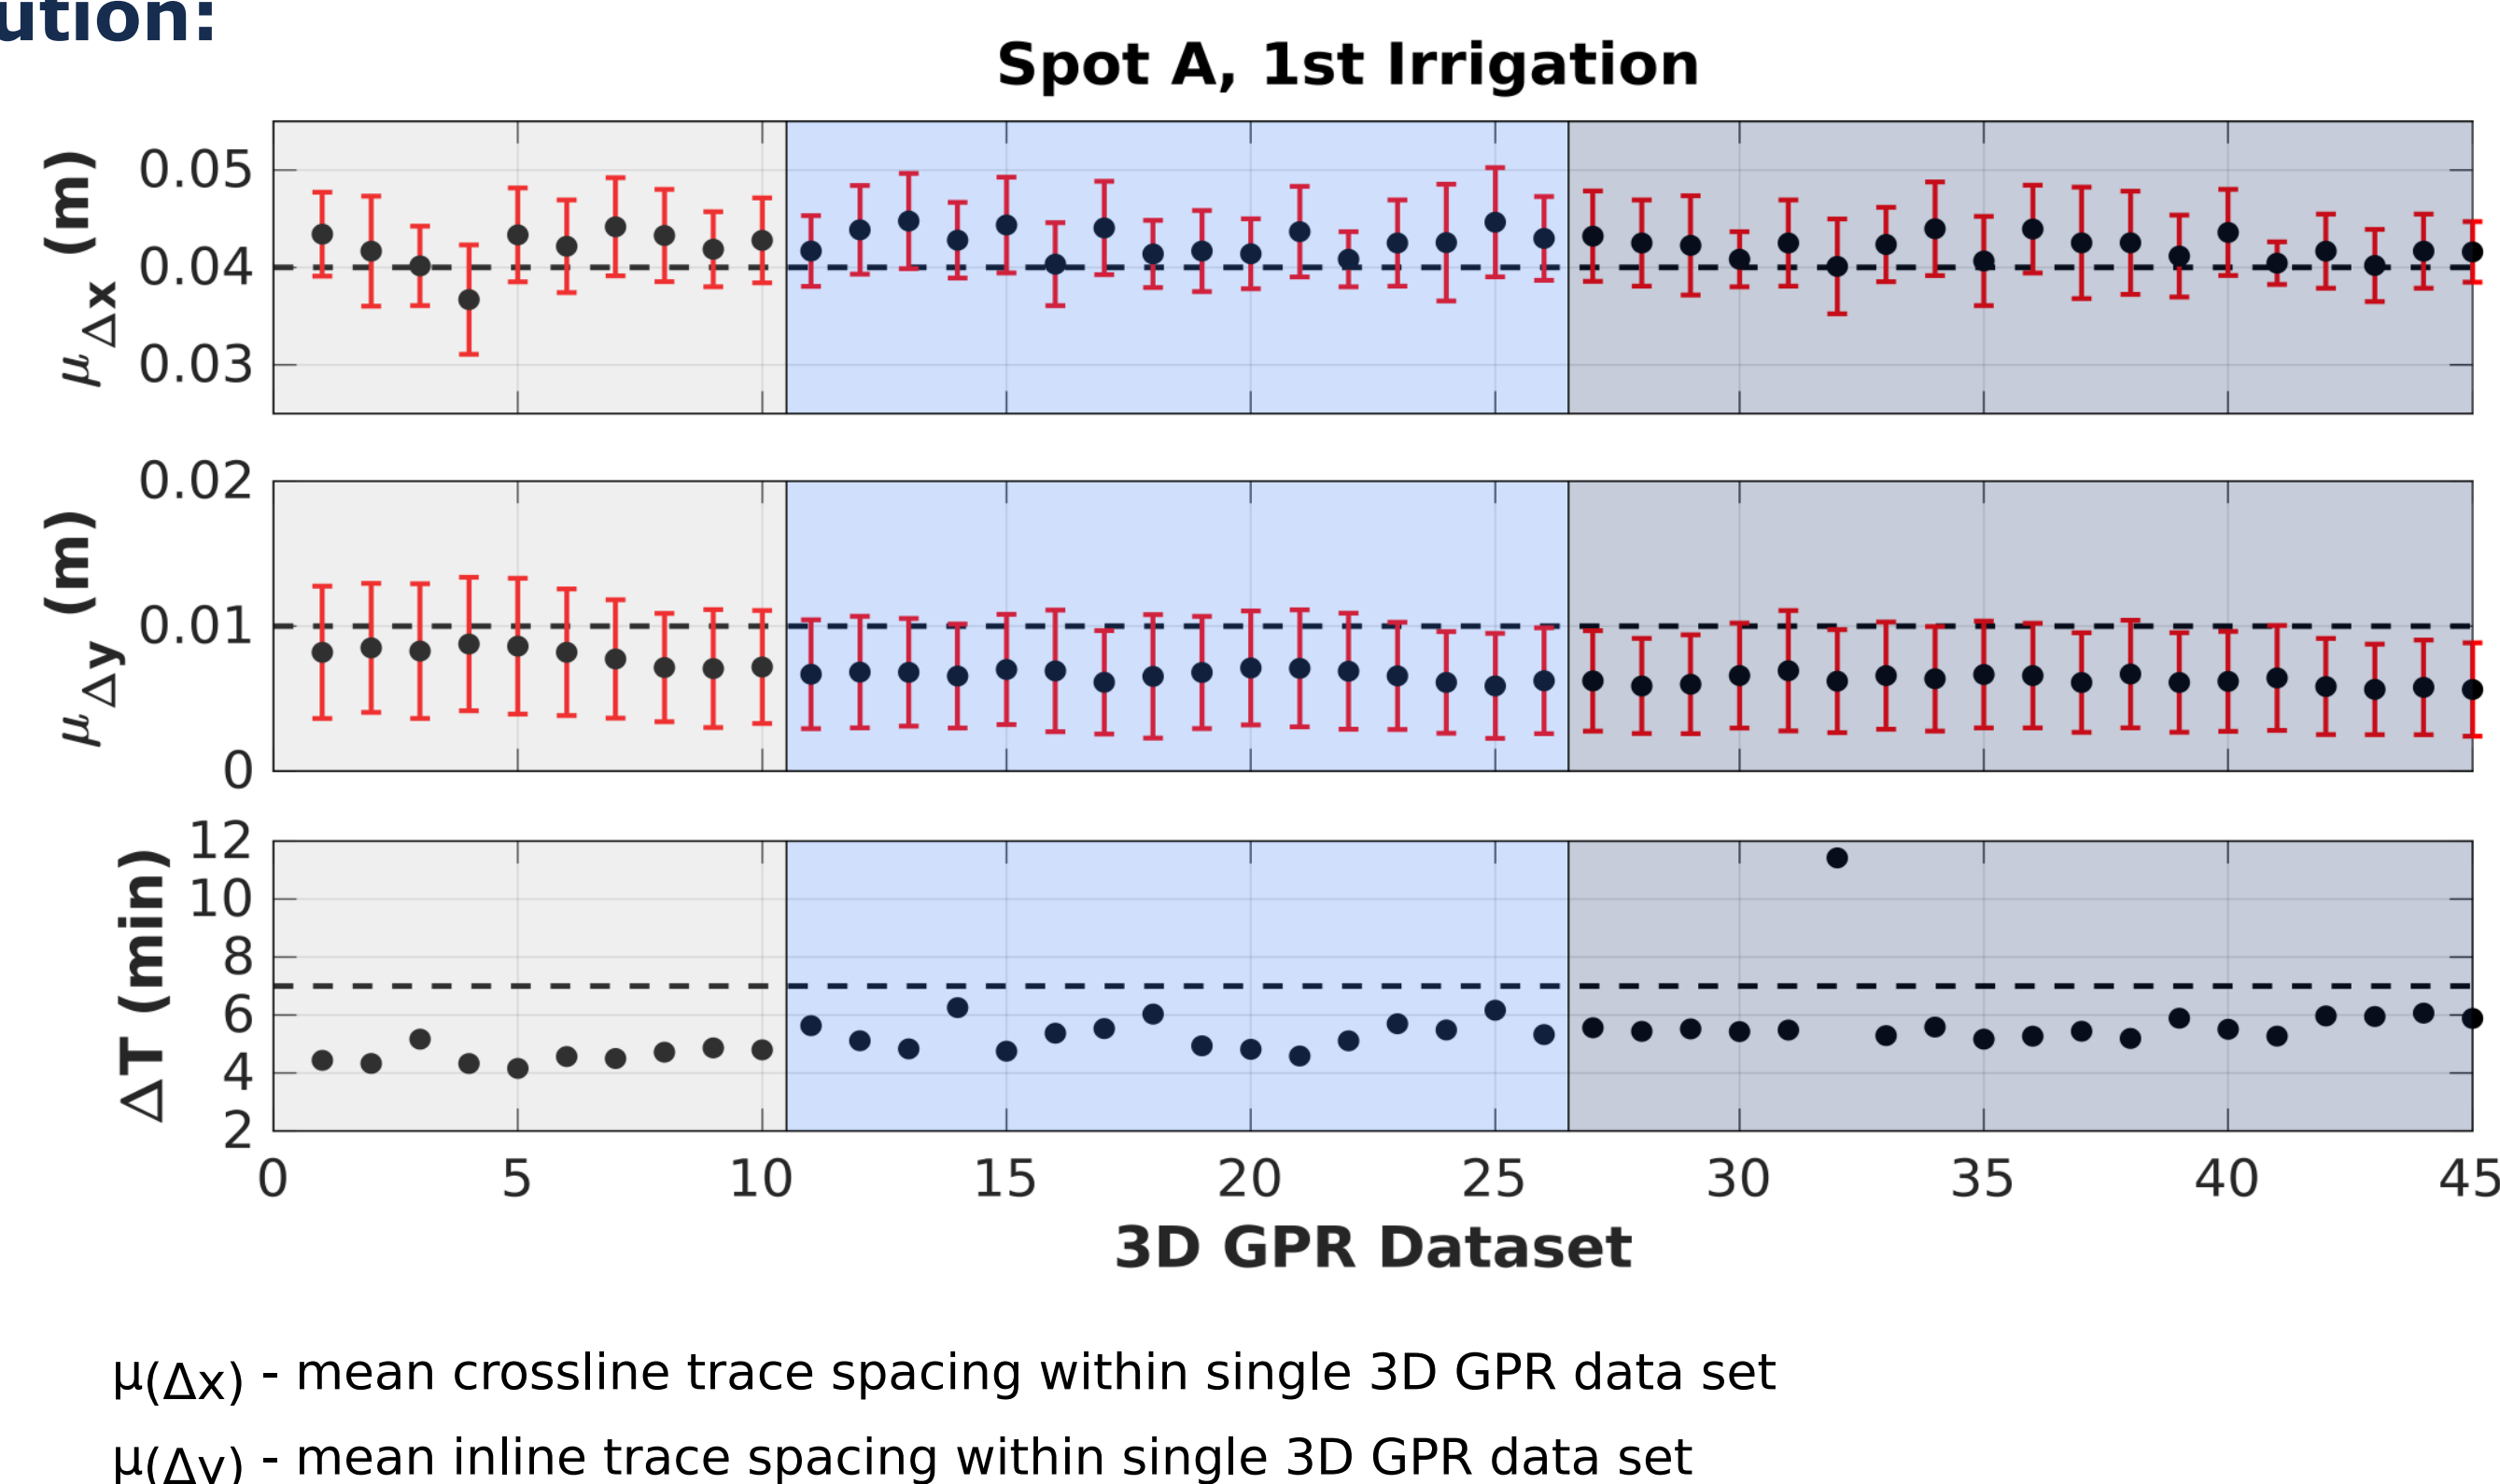 ution:
Spot A, 1st Irrigation
μ Δx (m)
0.05
0.04
0.03
μ Δy (m)
0.02
0.01
0
ΔT (min)
12
10
8
6
4
2
0 5 10 15 20 25 30 35 40 45
3D GPR Dataset
μ(Δx) - mean crossline trace spacing within single 3D GPR data set
μ(Δy) - mean inline trace spacing within single 3D GPR data set